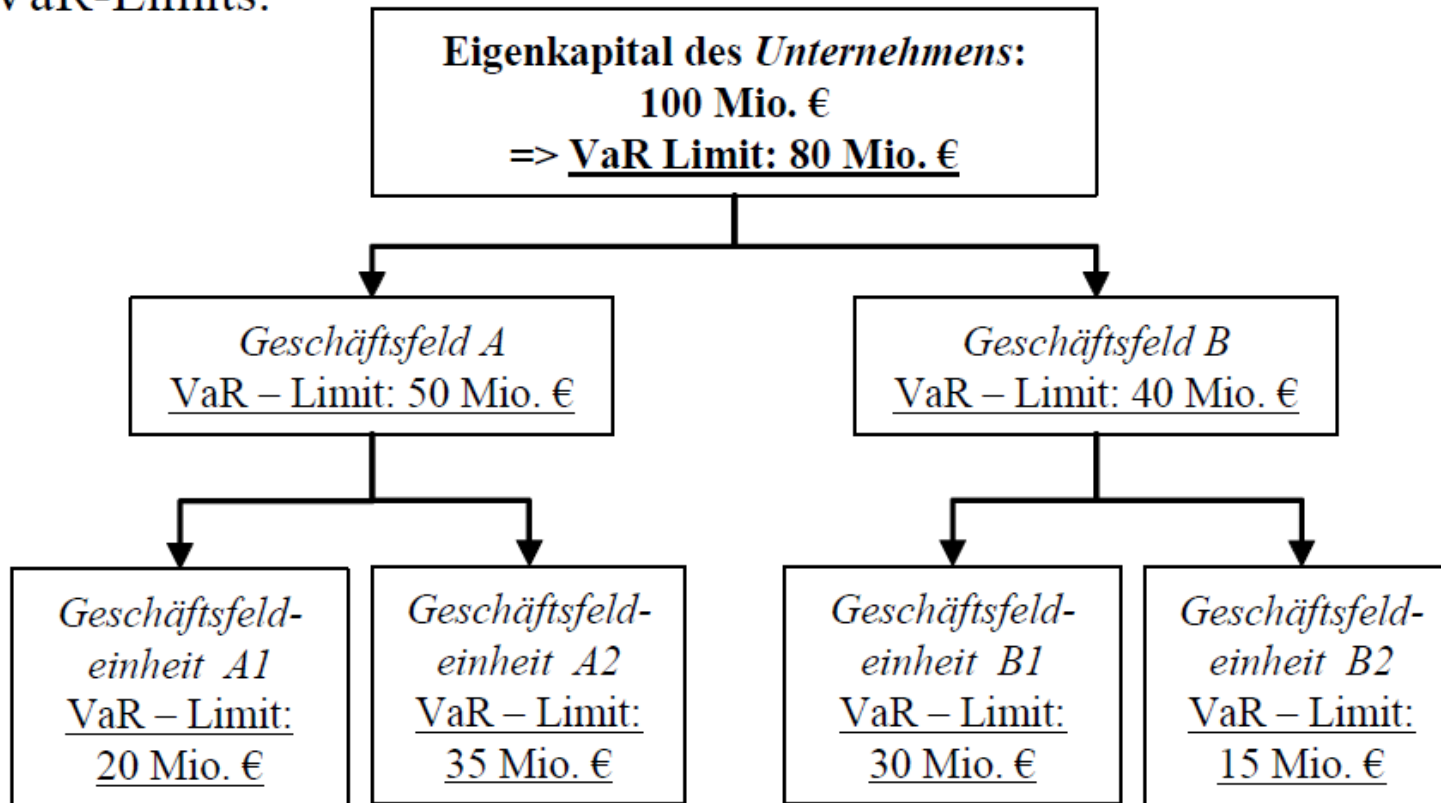 VaR-Limits:
Eigenkapital des Unternehmens:
100 Mio. €
=> VaR Limit: 80 Mio. €
Geschäftsfeld A
VaR – Limit: 50 Mio. €
Geschäftsfeld B
VaR – Limit: 40 Mio. €
Geschäftsfeld-
einheit A1
VaR – Limit:
20 Mio. €
Geschäftsfeld-
einheit A2
VaR – Limit:
35 Mio. €
Geschäftsfeld-
einheit B1
VaR – Limit:
30 Mio. €
Geschäftsfeld-
einheit B2
VaR – Limit:
15 Mio. €